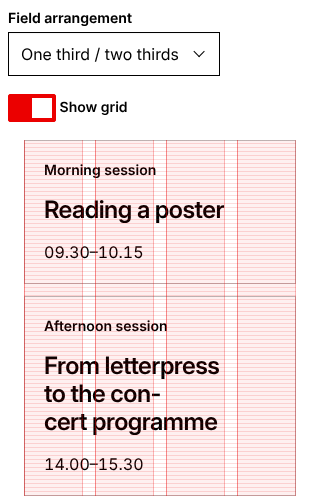 Field arrangement
One third / two thirds
Show grid
Morning session
Reading a poster
09.30–10.15
Afternoon session
From letterpress
to the con-
cert programme
14.00–15.30